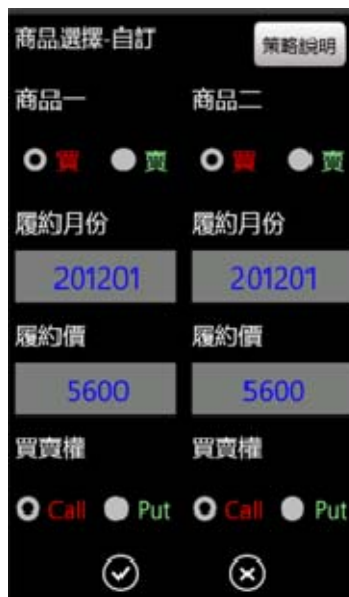 商品選擇-自訂 策略說明
商品一 商品二
買 賣 買 賣
履約月份 履約月份
201201 201201
履約價 履約價
5600 5600
買賣權 買賣權
Call Put Call Put